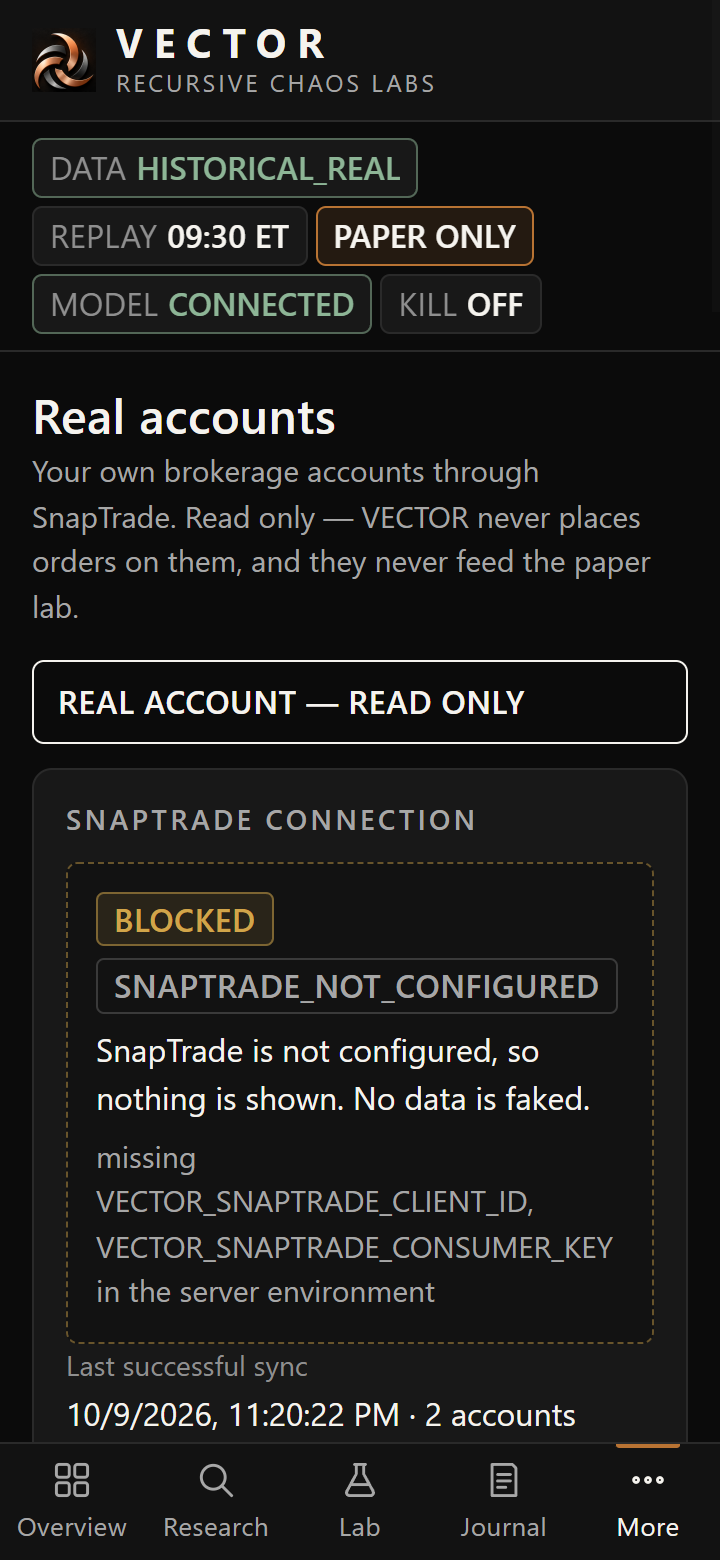 VECTOR
RECURSIVE CHAOS LABS
DATA HISTORICAL_REAL
REPLAY 09:30 ET PAPER ONLY
MODEL CONNECTED KILL OFF
Real accounts
Your own brokerage accounts through
SnapTrade. Read only — VECTOR never places
orders on them, and they never feed the paper
lab.
REAL ACCOUNT — READ ONLY
SNAPTRADE CONNECTION
BLOCKED
SNAPTRADE_NOT_CONFIGURED
SnapTrade is not configured, so
nothing is shown. No data is faked.
missing
VECTOR_SNAPTRADE_CLIENT_ID,
VECTOR_SNAPTRADE_CONSUMER_KEY
in the server environment
Last successful sync
10/9/2026, 11:20:22 PM · 2 accounts
Overview Research Lab Journal More